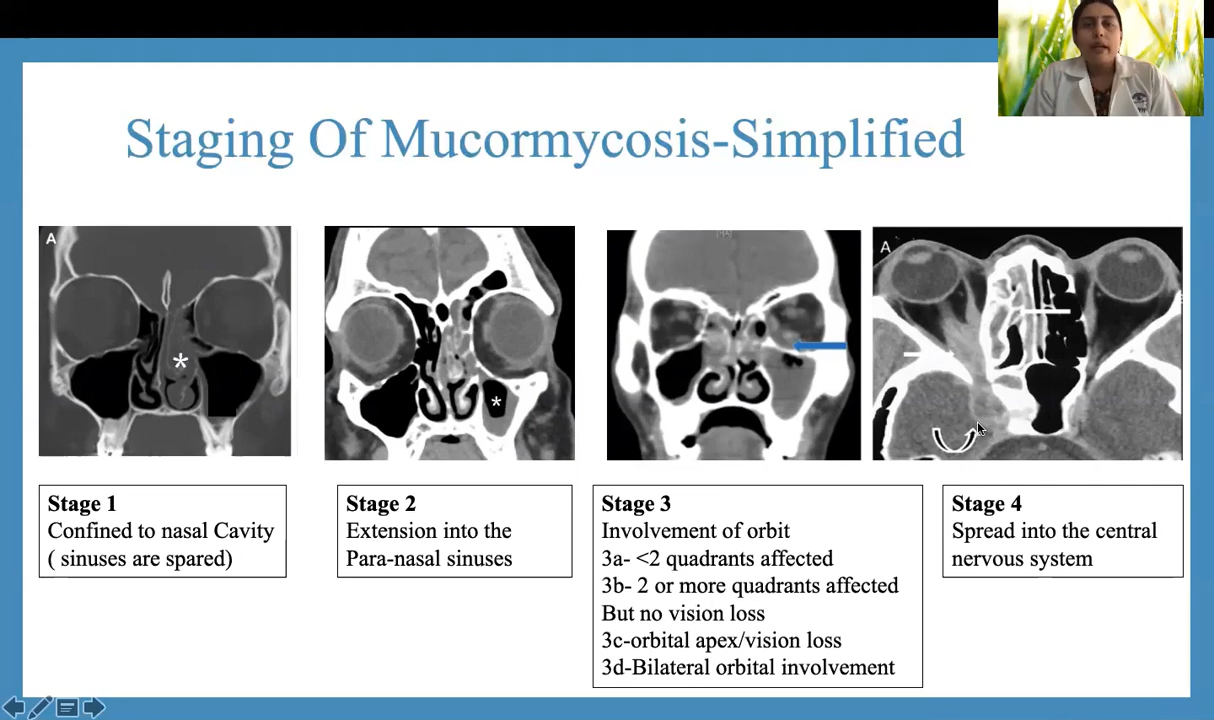 Staging Of Mucormycosis-Simplified
A
*
*
A
Stage 1
Confined to nasal Cavity
( sinuses are spared)
Stage 2
Extension into the
Para-nasal sinuses
Stage 3
Involvement of orbit
3a- <2 quadrants affected
3b- 2 or more quadrants affected
But no vision loss
3c-orbital apex/vision loss
3d-Bilateral orbital involvement
Stage 4
Spread into the central
nervous system